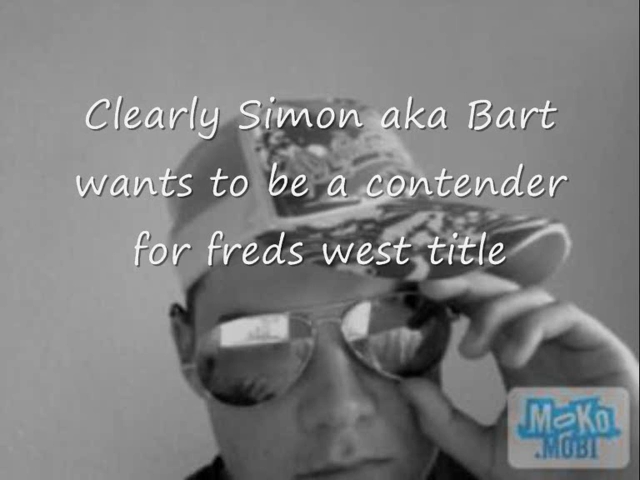 Clearly Simon aka Bart
wants to be a contender
for freds west title
MoKo
.MOBI